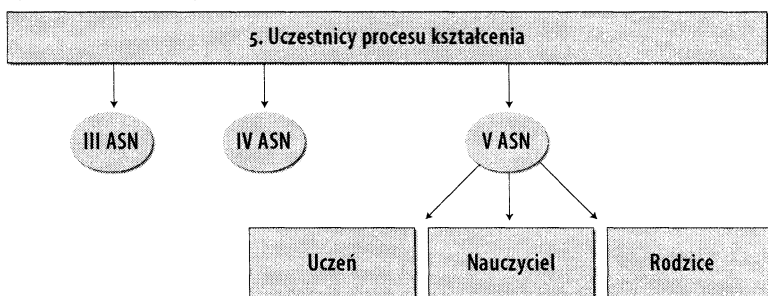 5. Uczestnicy procesu kształcenia
III ASN IV ASN V ASN
Uczeń Nauczyciel Rodzice